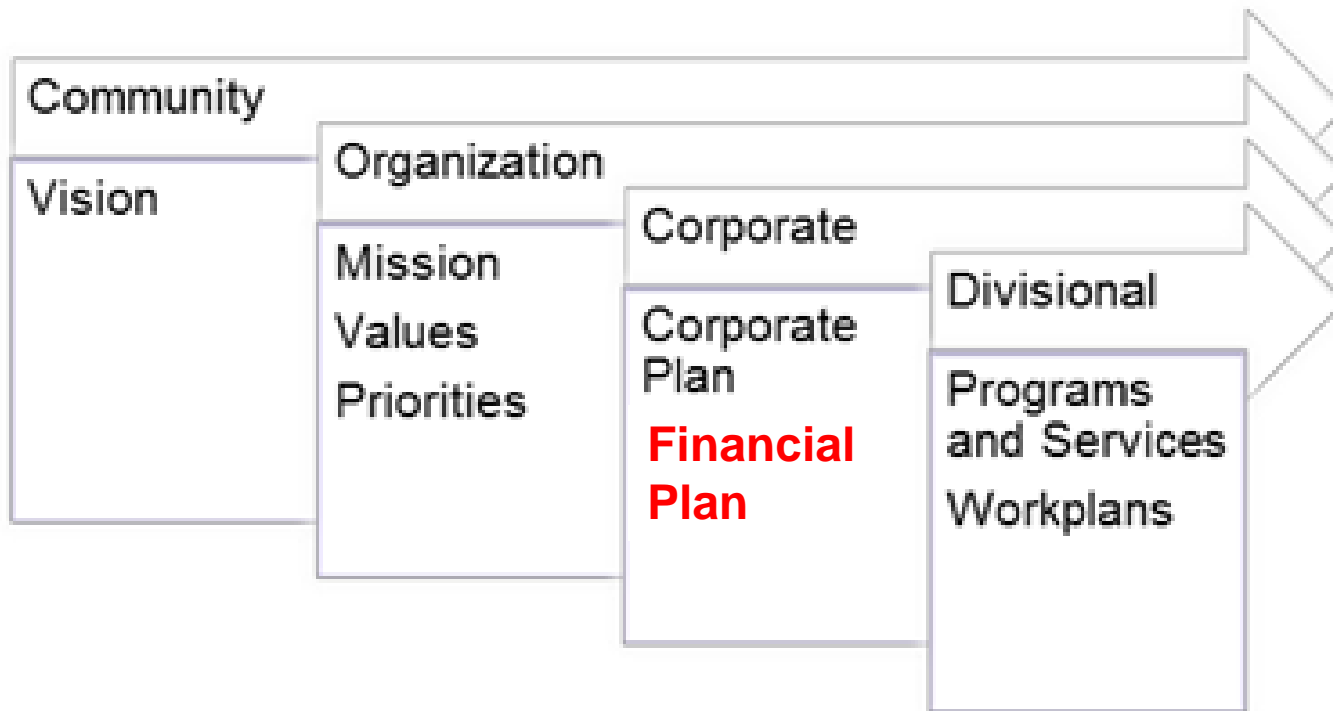 Community
Vision
Organization
Mission
Values
Priorities
Corporate
Corporate
Plan
Financial
Plan
Divisional
Programs
and Services
Workplans